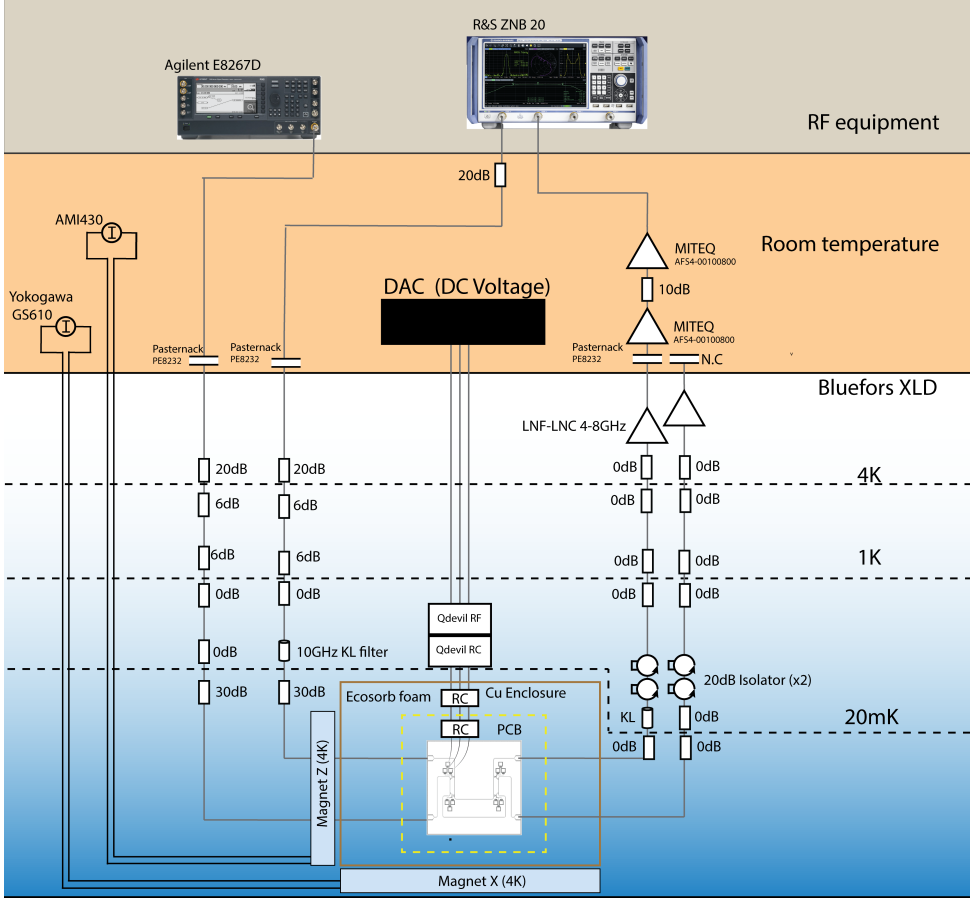 R&S ZNB 20
Agilent E8267D
RF equipment
20dB
AMI430
MITEQ
AFS4-00100800
Room temperature
DAC (DC Voltage)
10dB
Yokogawa
GS610
MITEQ
AFS4-00100800
Pasternack
PE8232
Pasternack
PE8232
Pasternack
PE8232
N.C
Bluefors XLD
LNF-LNC 4-8GHz
20dB
20dB
0dB
0dB
4K
6dB
6dB
0dB
0dB
6dB
6dB
0dB
0dB
1K
0dB
0dB
0dB
0dB
Qdevil RF
Qdevil RC
0dB
10GHz KL filter
20dB Isolator (x2)
30dB
30dB
Ecosorb foam
Cu Enclosure
RC
KL
0dB
20mK
RC
PCB
0dB
0dB
Magnet Z (4K)
Magnet X (4K)